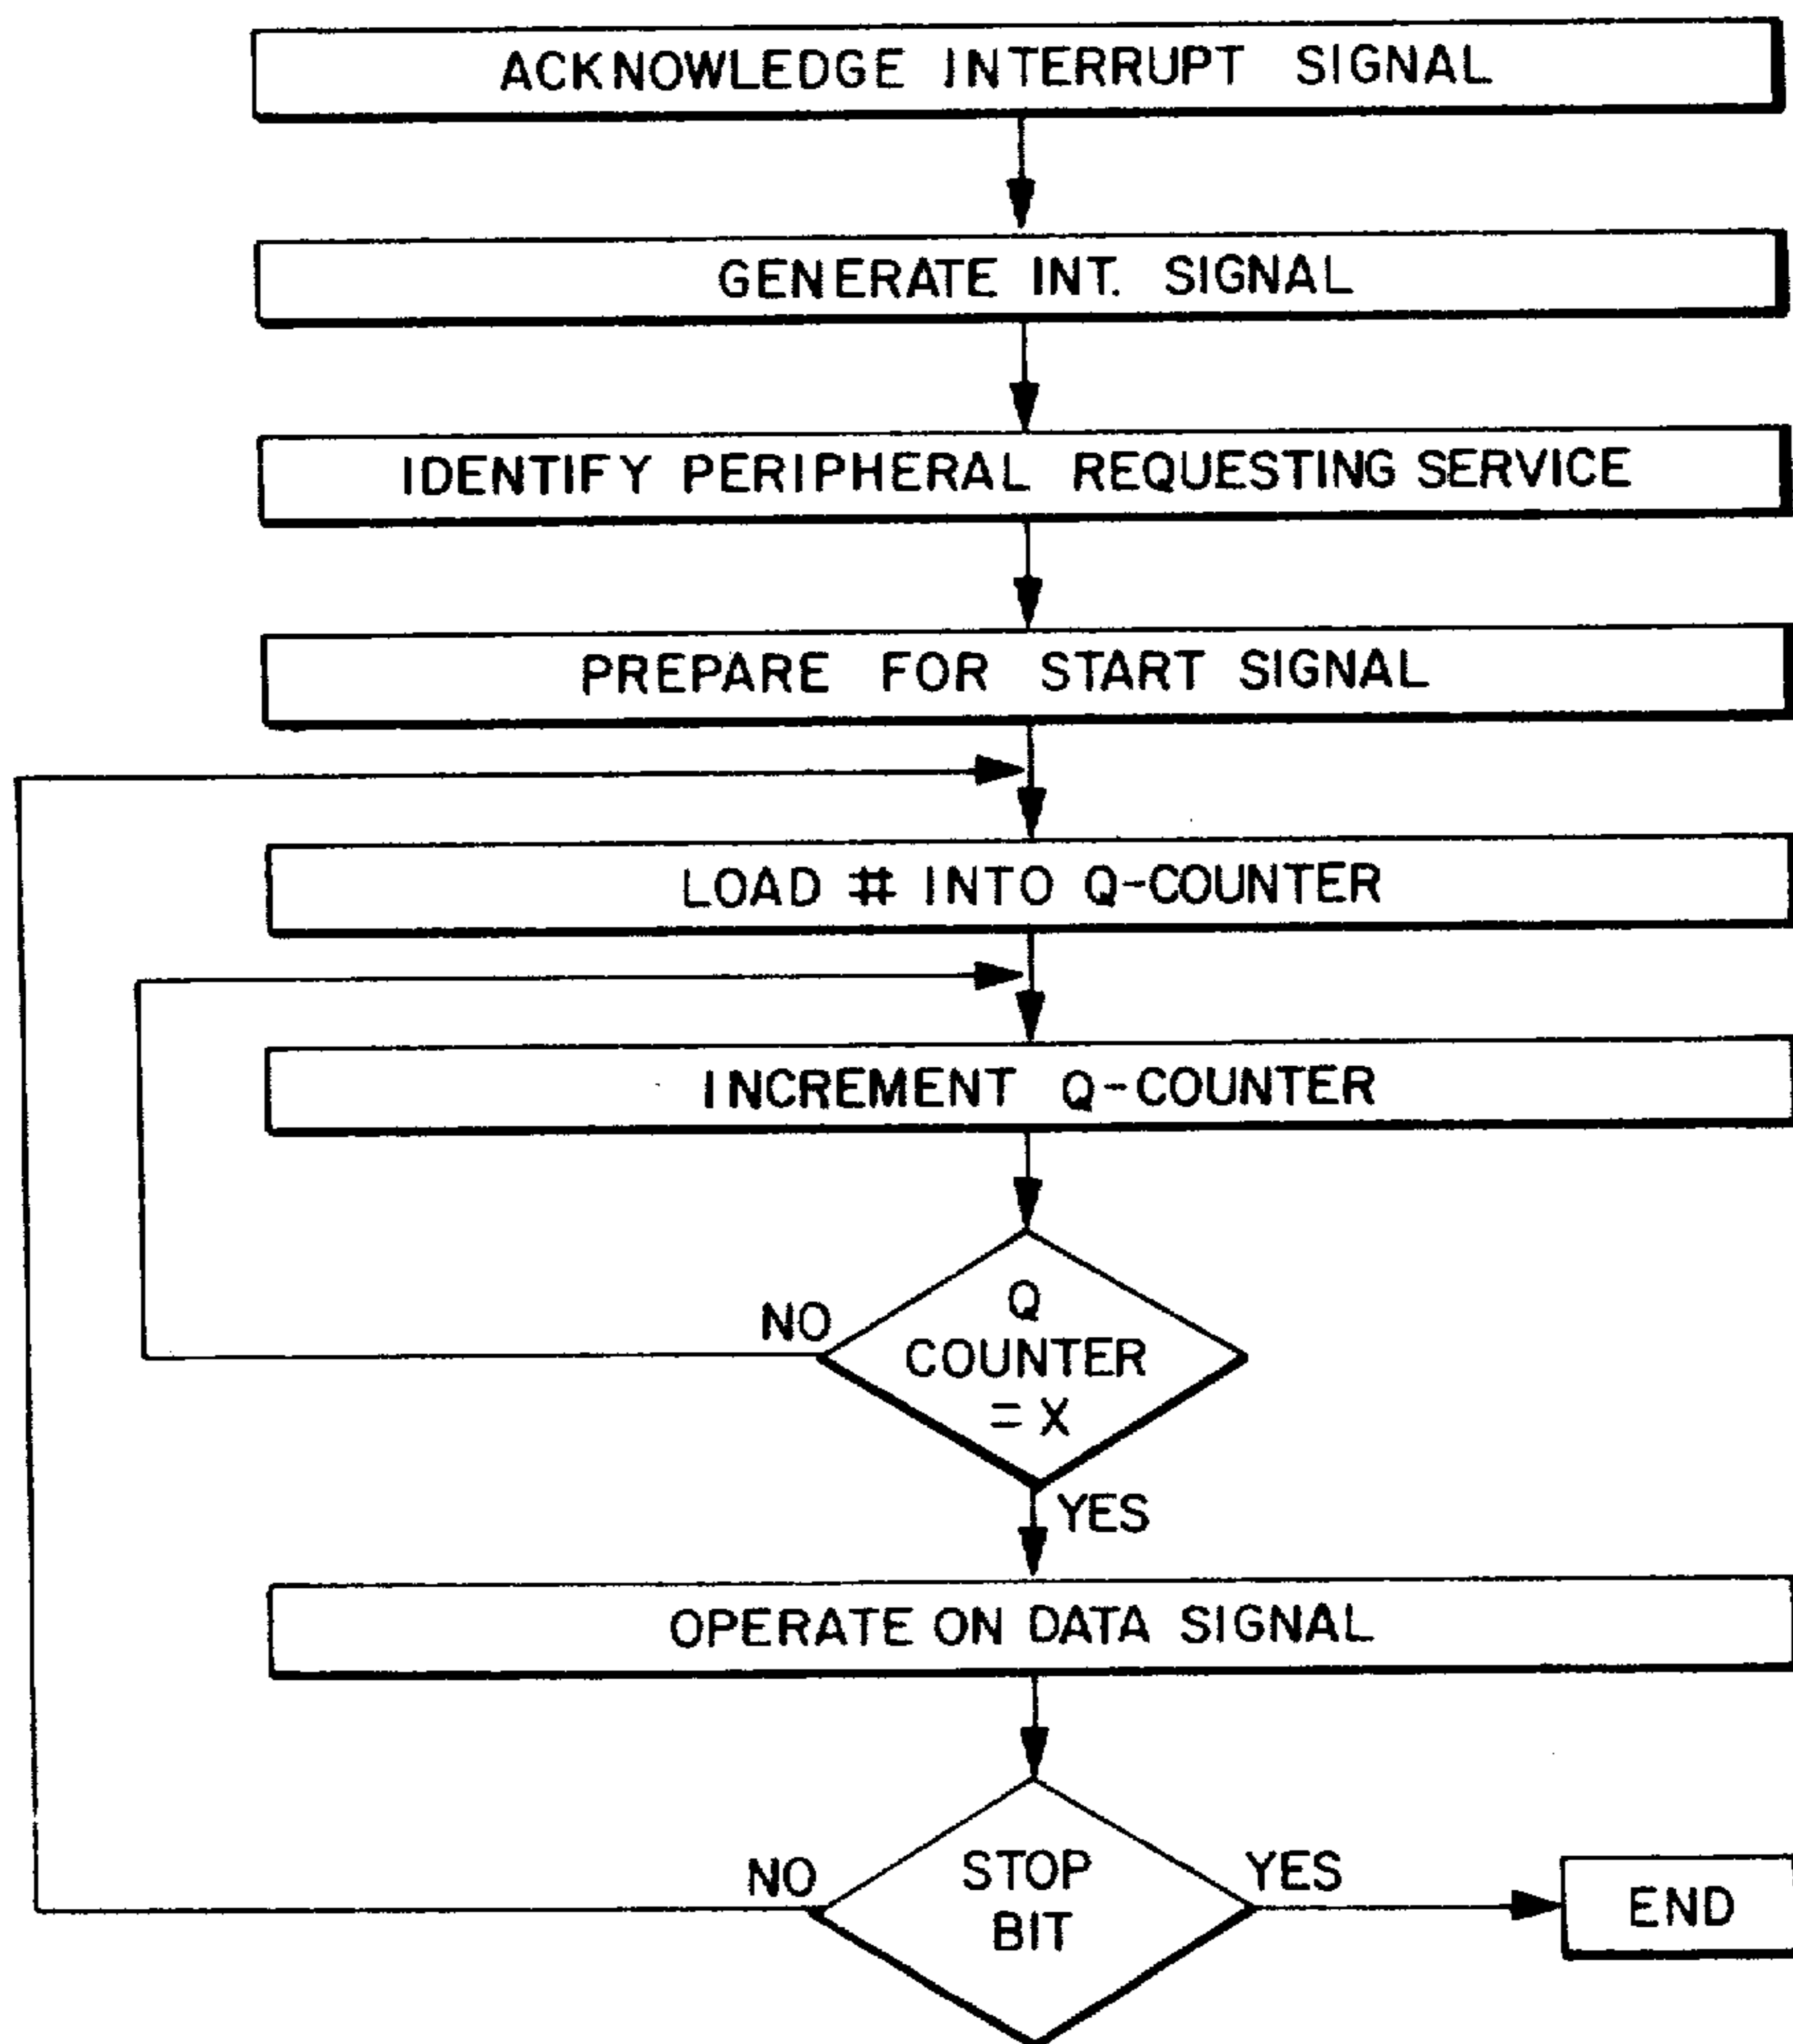 ACKNOWLEDGE INTERRUPT SIGNAL
GENERATE INT. SIGNAL
IDENTIFY PERIPHERAL REQUESTING SERVICE
PREPARE FOR START SIGNAL
LOAD # INTO Q-COUNTER
INCREMENT Q-COUNTER
NO
Q
COUNTER
= X
YES
OPERATE ON DATA SIGNAL
NO
STOP
BIT
YES
END